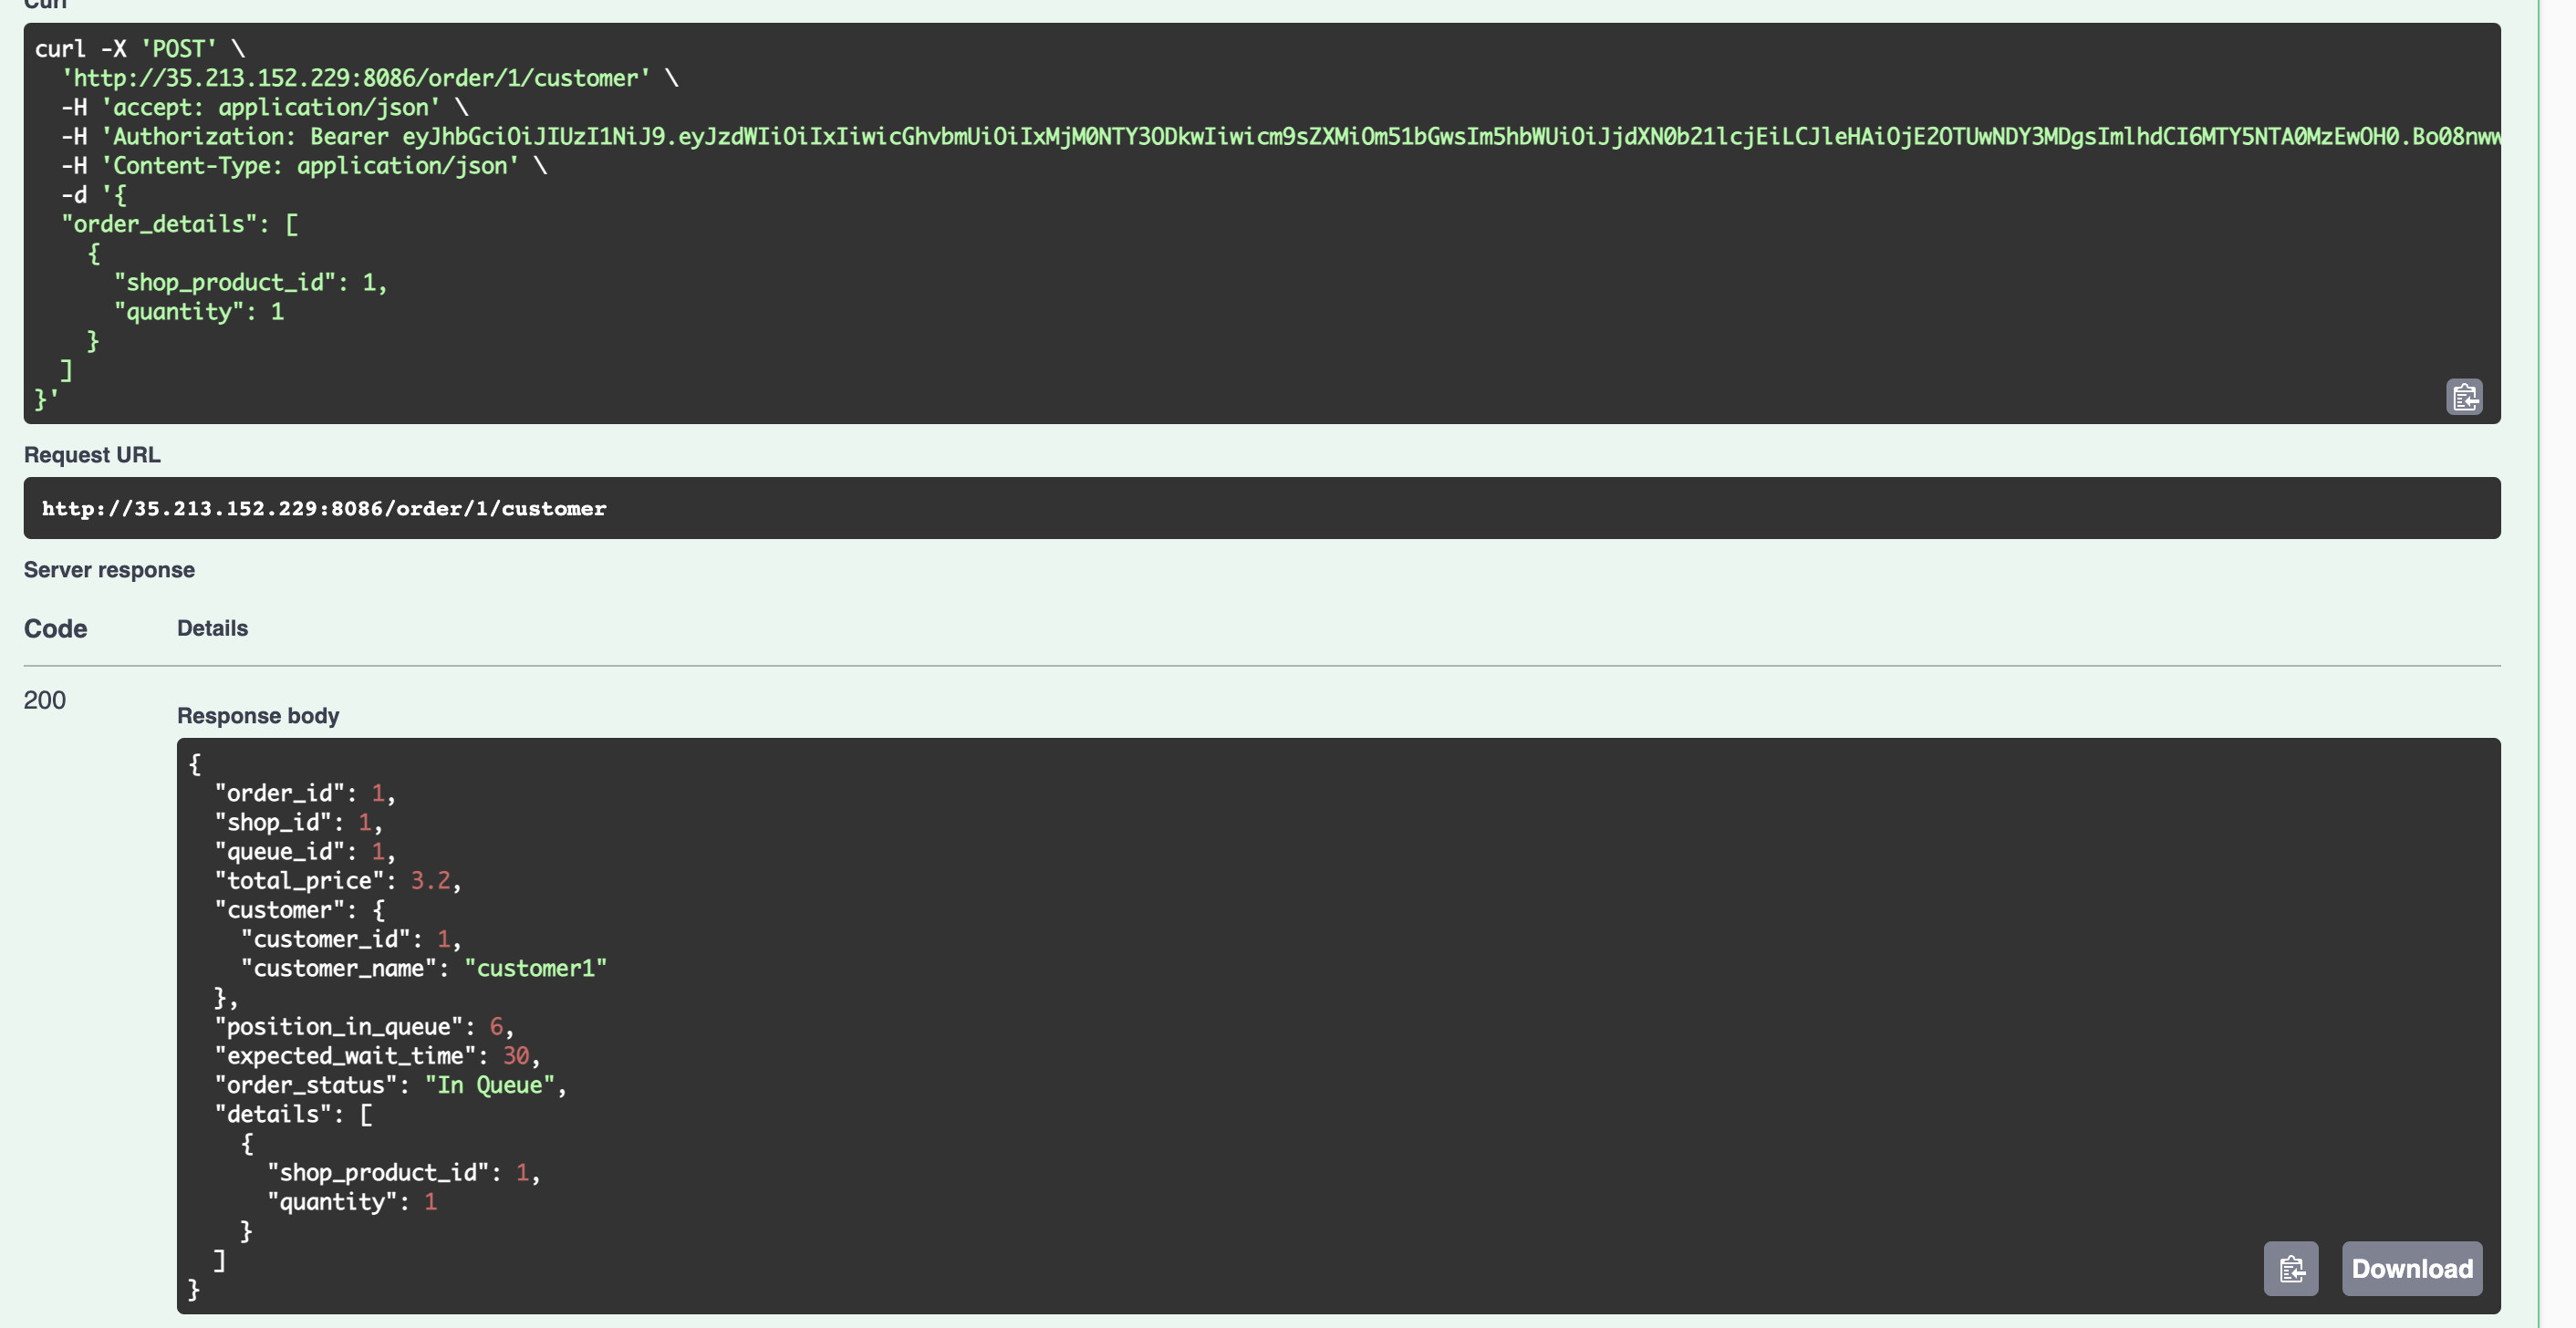 Curl
curl -X 'POST' \
  'http://35.213.152.229:8086/order/1/customer' \
  -H 'accept: application/json' \
  -H 'Authorization: Bearer eyJhbGciOiJIUzI1NiJ9.eyJzdWIiOiIxIiwicGhvbmUiOiIxMjM0NTY3ODkwIiwicm9sZXMiOm51bGwsIm5hbWUiOiJjdXN0b21lcjEiLCJleHAiOjE2OTUwNDY3MDgsImlhdCI6MTY5NTA0MzEwOH0.Bo08nww
  -H 'Content-Type: application/json' \
  -d '{
  "order_details": [
    {
      "shop_product_id": 1,
      "quantity": 1
    }
  ]
}'
Request URL
http://35.213.152.229:8086/order/1/customer
Server response
Code Details
200
Response body
{
  "order_id": 1,
  "shop_id": 1,
  "queue_id": 1,
  "total_price": 3.2,
  "customer": {
    "customer_id": 1,
    "customer_name": "customer1"
  },
  "position_in_queue": 6,
  "expected_wait_time": 30,
  "order_status": "In Queue",
  "details": [
    {
      "shop_product_id": 1,
      "quantity": 1
    }
  ]
}
Download